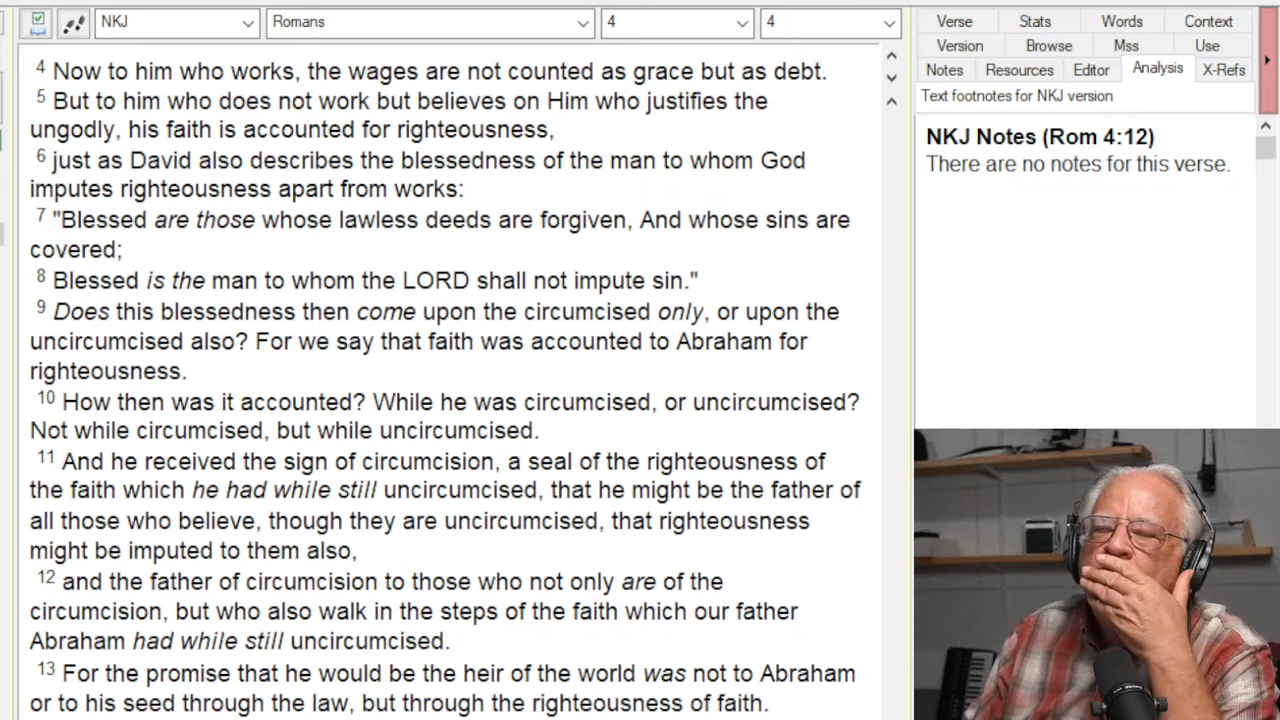 NKJ Romans 4 4
Verse Stats Words Context
Version Browse Mss Use
Notes Resources Editor Analysis X-Refs
Text footnotes for NKJ version
NKJ Notes (Rom 4:12)
There are no notes for this verse.
4 Now to him who works, the wages are not counted as grace but as debt.
5 But to him who does not work but believes on Him who justifies the
ungodly, his faith is accounted for righteousness,
6 just as David also describes the blessedness of the man to whom God
imputes righteousness apart from works:
7 "Blessed are those whose lawless deeds are forgiven, And whose sins are
covered;
8 Blessed is the man to whom the LORD shall not impute sin."
9 Does this blessedness then come upon the circumcised only, or upon the
uncircumcised also? For we say that faith was accounted to Abraham for
righteousness.
10 How then was it accounted? While he was circumcised, or uncircumcised?
Not while circumcised, but while uncircumcised.
11 And he received the sign of circumcision, a seal of the righteousness of
the faith which he had while still uncircumcised, that he might be the father of
all those who believe, though they are uncircumcised, that righteousness
might be imputed to them also,
12 and the father of circumcision to those who not only are of the
circumcision, but who also walk in the steps of the faith which our father
Abraham had while still uncircumcised.
13 For the promise that he would be the heir of the world was not to Abraham
or to his seed through the law, but through the righteousness of faith.